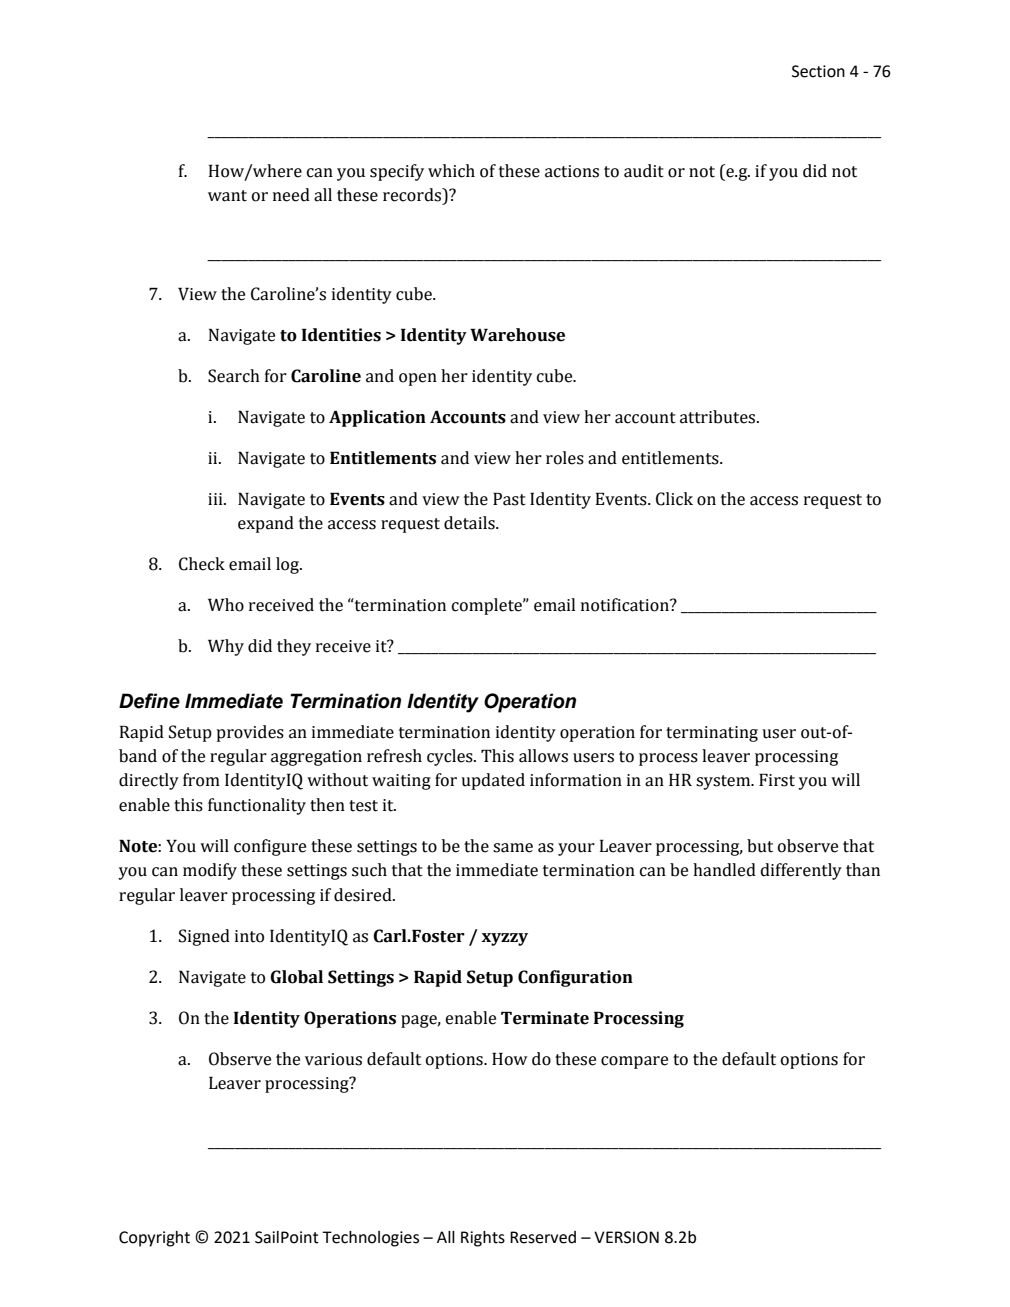 Section 4 - 76
________________________________________________________________________________
f. How/where can you specify which of these actions to audit or not (e.g. if you did not
want or need all these records)?
________________________________________________________________________________
7. View the Caroline’s identity cube.
a. Navigate to Identities > Identity Warehouse
b. Search for Caroline and open her identity cube.
i. Navigate to Application Accounts and view her account attributes.
ii. Navigate to Entitlements and view her roles and entitlements.
iii. Navigate to Events and view the Past Identity Events. Click on the access request to
expand the access request details.
8. Check email log.
a. Who received the “termination complete” email notification? _______________________
b. Why did they receive it? _________________________________________________________
Define Immediate Termination Identity Operation
Rapid Setup provides an immediate termination identity operation for terminating user out-of-
band of the regular aggregation refresh cycles. This allows users to process leaver processing
directly from IdentityIQ without waiting for updated information in an HR system. First you will
enable this functionality then test it.
Note: You will configure these settings to be the same as your Leaver processing, but observe that
you can modify these settings such that the immediate termination can be handled differently than
regular leaver processing if desired.
1. Signed into IdentityIQ as Carl.Foster / xyzzy
2. Navigate to Global Settings > Rapid Setup Configuration
3. On the Identity Operations page, enable Terminate Processing
a. Observe the various default options. How do these compare to the default options for
Leaver processing?
________________________________________________________________________________
Copyright © 2021 SailPoint Technologies – All Rights Reserved – VERSION 8.2b